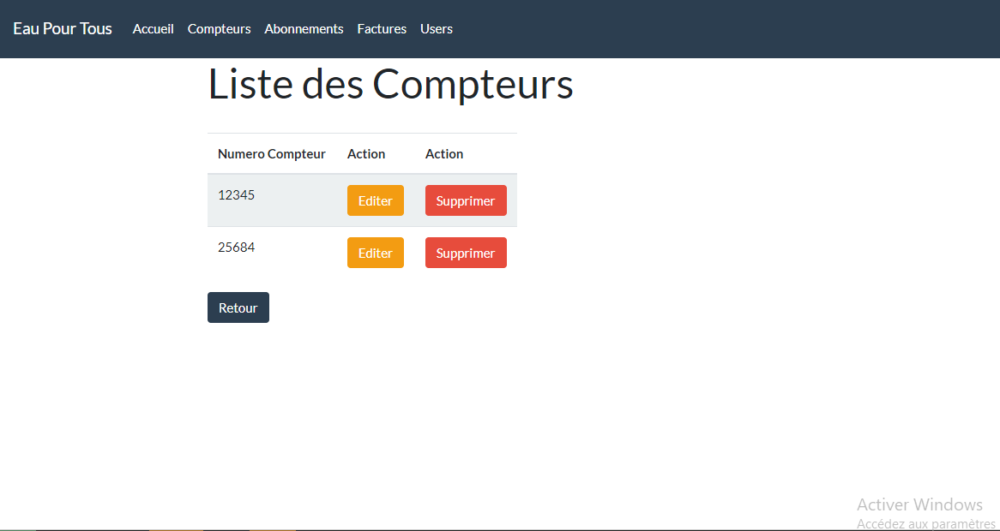 Eau Pour Tous Accueil Compteurs Abonnements Factures Users
Liste des Compteurs
Numero Compteur Action Action
12345 Editer Supprimer
25684 Editer Supprimer
Retour
Activer Windows
Accédez aux paramètres